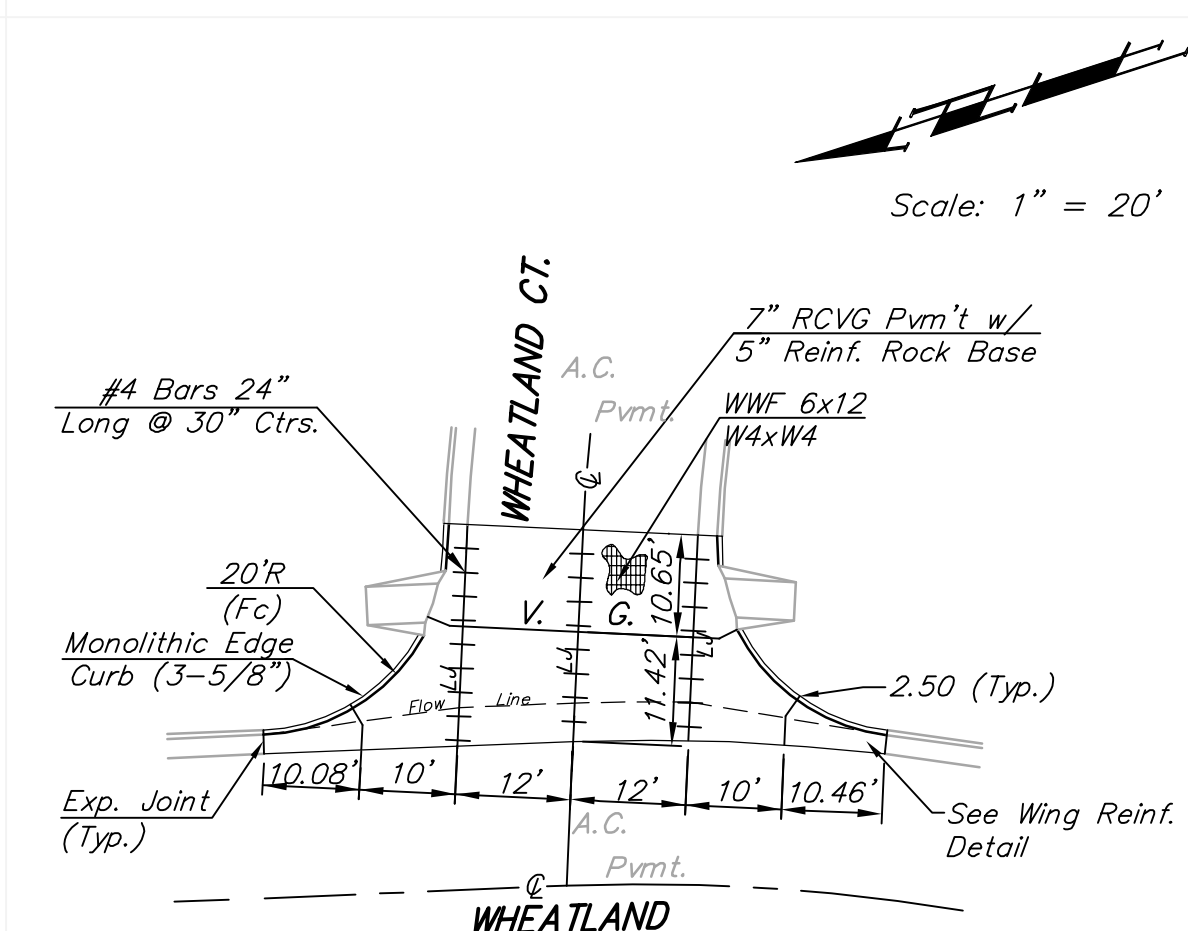 Scale: 1" = 20'
WHEATLAND CT.
7" RCVG Pvm't w/
5" Reinf. Rock Base
A.C.
Pvmt.
#4 Bars 24"
Long @ 30" Ctrs.
WWF 6x12
W4xW4
℄
20'R
(Fc)
V.
G.
10.65'
Monolithic Edge
Curb (3-5/8")
LJ
LJ
LJ
11.42'
2.50 (Typ.)
Flow Line
10.08'
10'
12'
12'
10'
10.46'
Exp. Joint
(Typ.)
See Wing Reinf.
Detail
A.C.
Pvmt.
℄
WHEATLAND